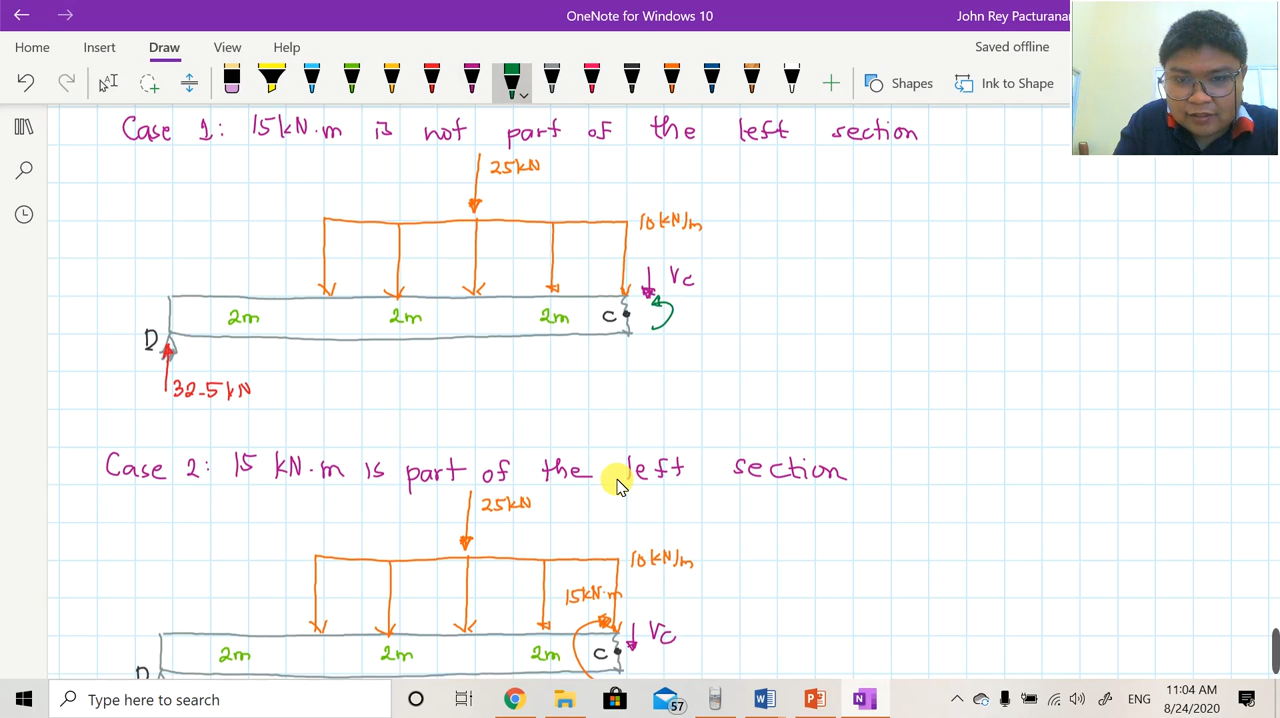 OneNote for Windows 10
John Rey Pacturana
Home Insert Draw View Help
Saved offline
Shapes
Ink to Shape
Case 1: 15kN.m is not part of the left section
25kN
10kN/m
Vc
2m 2m 2m C
D
32.5kN
Case 2: 15 kN.m is part of the left section
25kN
10kN/m
15kN.m
Vc
2m 2m 2m C
D
Type here to search
57
ENG
11:04 AM
8/24/2020